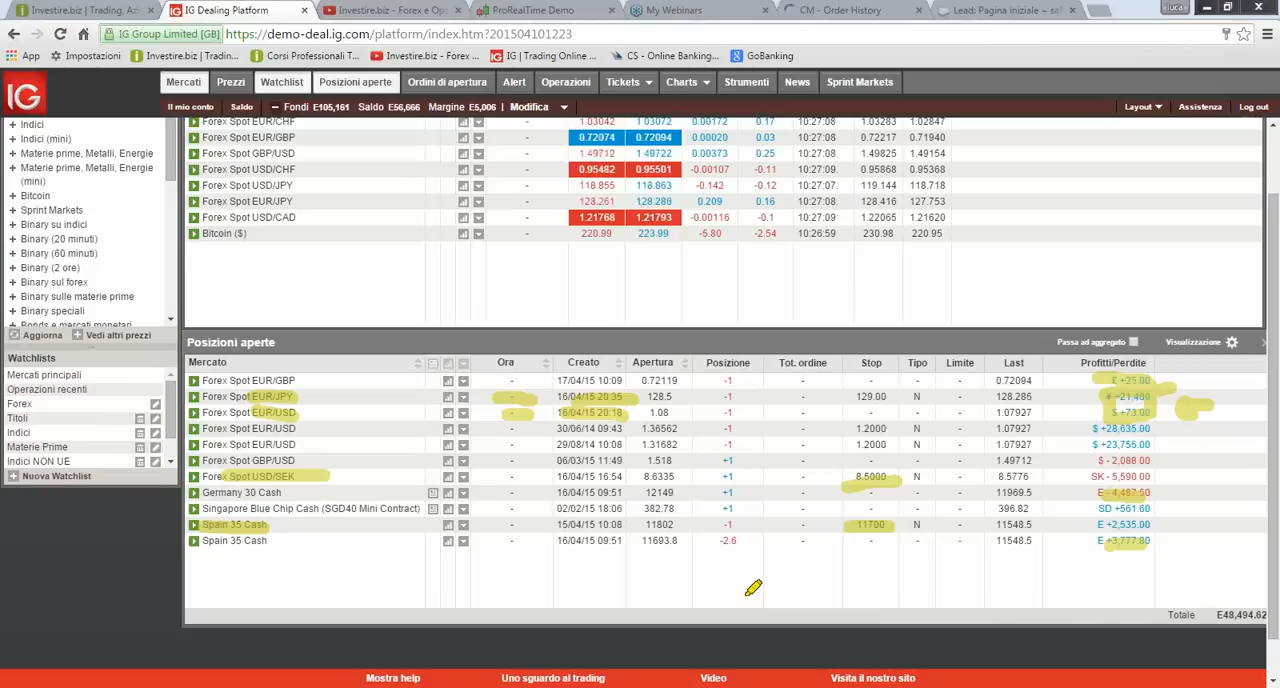 Investire.biz | Trading, Azi
IG Dealing Platform
Investire.biz - Forex e Op
ProRealTime Demo
My Webinars
CM - Order History
Lead: Pagina iniziale ~ sal
luca
IG Group Limited [GB] https://demo-deal.ig.com/platform/index.htm?201504101223
App Impostazioni Investire.biz | Tradin... Corsi Professionali T... Investire.biz - Forex ... IG | Trading Online ... CS - Online Banking... GoBanking
IG
Mercati Prezzi Watchlist Posizioni aperte Ordini di apertura Alert Operazioni Tickets Charts Strumenti News Sprint Markets
Il mio conto Saldo – Fondi E105,161 Saldo E56,666 Margine E5,006 | Modifica Layout Assistenza Log out
+ Indici
+ Indici (mini)
+ Materie prime, Metalli, Energie
+ Materie prime, Metalli, Energie (mini)
+ Bitcoin
+ Sprint Markets
+ Binary su indici
+ Binary (20 minuti)
+ Binary (60 minuti)
+ Binary (2 ore)
+ Binary sul forex
+ Binary sulle materie prime
+ Binary speciali
+ Bonds e mercati monetari
Aggiorna Vedi altri prezzi
Watchlists
Mercati principali
Operazioni recenti
Forex
Titoli
Indici
Materie Prime
Indici NON UE
Nuova Watchlist
Forex Spot EUR/CHF - 1.03042 1.03072 0.00172 0.17 10:27:08 1.03283 1.02847
Forex Spot EUR/GBP - 0.72074 0.72094 0.00020 0.03 10:27:08 0.72217 0.71940
Forex Spot GBP/USD - 1.49712 1.49722 0.00373 0.25 10:27:08 1.49825 1.49154
Forex Spot USD/CHF - 0.95482 0.95501 -0.00107 -0.11 10:27:09 0.95868 0.95368
Forex Spot USD/JPY - 118.855 118.863 -0.142 -0.12 10:27:07 119.144 118.718
Forex Spot EUR/JPY - 128.261 128.286 0.209 0.16 10:27:08 128.416 127.753
Forex Spot USD/CAD - 1.21768 1.21793 -0.00116 -0.1 10:27:09 1.22065 1.21620
Bitcoin ($) - 220.99 223.99 -5.80 -2.54 10:26:59 230.98 220.95
Posizioni aperte Passa ad aggregato Visualizzazione
Mercato Ora Creato Apertura Posizione Tot. ordine Stop Tipo Limite Last Profitti/Perdite
Forex Spot EUR/GBP - 17/04/15 10:09 0.72119 -1 - - - - 0.72094 £ +25.00
Forex Spot EUR/JPY - 16/04/15 20:35 128.5 -1 - 129.00 N - 128.286 ¥ +21,400
Forex Spot EUR/USD - 16/04/15 20:18 1.08 -1 - - - - 1.07927 $ +73.00
Forex Spot EUR/USD - 30/06/14 09:43 1.36562 -1 - 1.2000 N - 1.07927 $ +28,635.00
Forex Spot EUR/USD - 29/08/14 10:08 1.31682 -1 - 1.2000 N - 1.07927 $ +23,755.00
Forex Spot GBP/USD - 06/03/15 11:49 1.518 +1 - - - - 1.49712 $ - 2,088.00
Forex Spot USD/SEK - 15/04/15 16:54 8.6335 +1 - 8.5000 N - 8.5776 SK - 5,590.00
Germany 30 Cash - 16/04/15 09:51 12149 +1 - - - - 11969.5 E - 4,487.50
Singapore Blue Chip Cash (SGD40 Mini Contract) - 02/02/15 18:06 382.78 +1 - - - - 396.82 SD +561.60
Spain 35 Cash - 15/04/15 10:08 11802 -1 - 11700 N - 11548.5 E +2,535.00
Spain 35 Cash - 16/04/15 09:51 11693.8 -2.6 - - - - 11548.5 E +3,777.80
Totale E48,494.62
Mostra help Uno sguardo al trading Video Visita il nostro sito